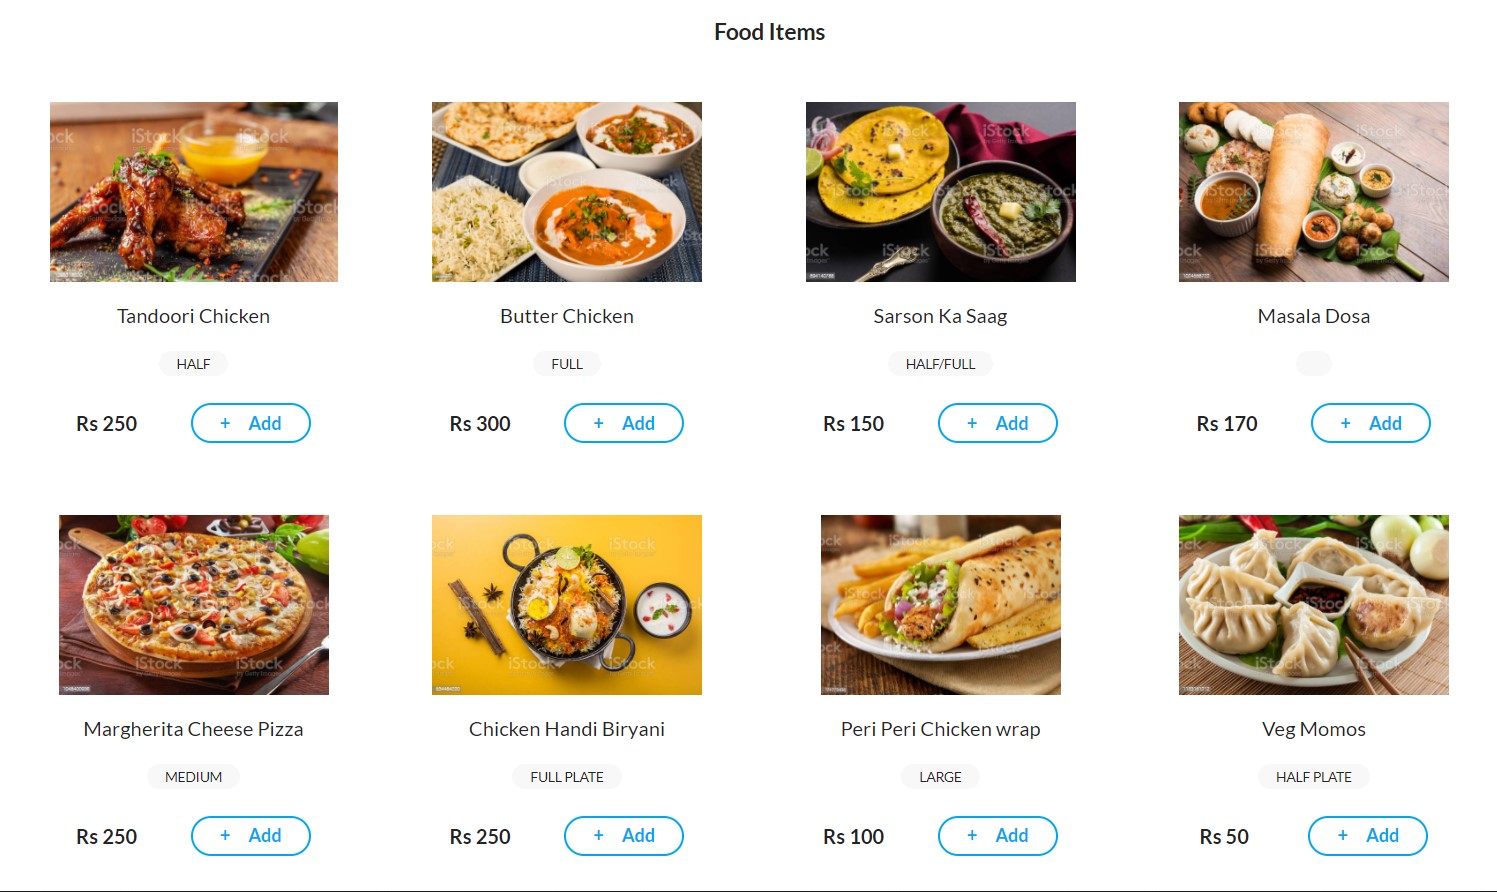 Food Items
Tandoori Chicken
HALF
Rs 250
+ Add
Butter Chicken
FULL
Rs 300
+ Add
Sarson Ka Saag
HALF/FULL
Rs 150
+ Add
Masala Dosa
Rs 170
+ Add
Margherita Cheese Pizza
MEDIUM
Rs 250
+ Add
Chicken Handi Biryani
FULL PLATE
Rs 250
+ Add
Peri Peri Chicken wrap
LARGE
Rs 100
+ Add
Veg Momos
HALF PLATE
Rs 50
+ Add